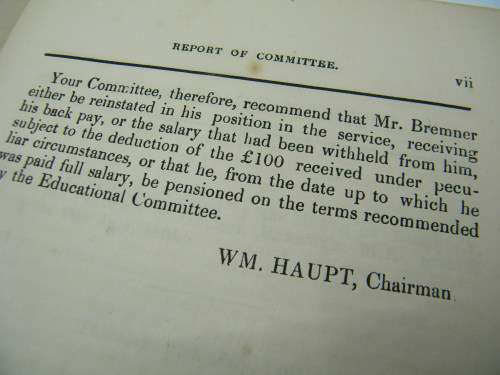 REPORT OF COMMITTEE.
vii
Your Committee, therefore, recommend that Mr. Bremner
either be reinstated in his position in the service, receiving
his back pay, or the salary that had been withheld from him,
subject to the deduction of the £100 received under pecu-
liar circumstances, or that he, from the date up to which he
was paid full salary, be pensioned on the terms recommended
y the Educational Committee.
WM. HAUPT, Chairman